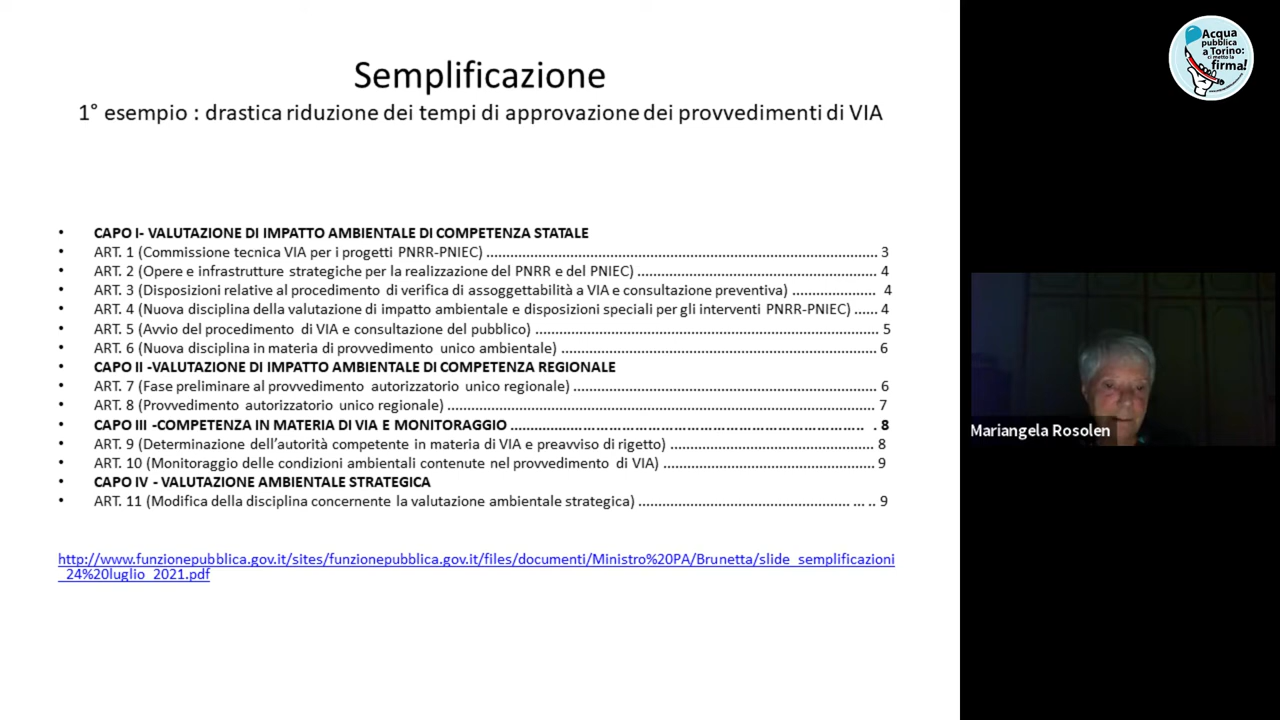 Semplificazione
1° esempio : drastica riduzione dei tempi di approvazione dei provvedimenti di VIA
• CAPO I- VALUTAZIONE DI IMPATTO AMBIENTALE DI COMPETENZA STATALE
• ART. 1 (Commissione tecnica VIA per i progetti PNRR-PNIEC) ........................................ 3
• ART. 2 (Opere e infrastrutture strategiche per la realizzazione del PNRR e del PNIEC) ........................................ 4
• ART. 3 (Disposizioni relative al procedimento di verifica di assoggettabilità a VIA e consultazione preventiva) .................... 4
• ART. 4 (Nuova disciplina della valutazione di impatto ambientale e disposizioni speciali per gli interventi PNRR-PNIEC) ...... 4
• ART. 5 (Avvio del procedimento di VIA e consultazione del pubblico) ........................................ 5
• ART. 6 (Nuova disciplina in materia di provvedimento unico ambientale) ........................................ 6
• CAPO II -VALUTAZIONE DI IMPATTO AMBIENTALE DI COMPETENZA REGIONALE
• ART. 7 (Fase preliminare al provvedimento autorizzatorio unico regionale) ........................................ 6
• ART. 8 (Provvedimento autorizzatorio unico regionale) ........................................ 7
• CAPO III -COMPETENZA IN MATERIA DI VIA E MONITORAGGIO ........................................ . 8
• ART. 9 (Determinazione dell'autorità competente in materia di VIA e preavviso di rigetto) ........................................ 8
• ART. 10 (Monitoraggio delle condizioni ambientali contenute nel provvedimento di VIA) ........................................ 9
• CAPO IV - VALUTAZIONE AMBIENTALE STRATEGICA
• ART. 11 (Modifica della disciplina concernente la valutazione ambientale strategica) ........................................ ... .. 9
http://www.funzionepubblica.gov.it/sites/funzionepubblica.gov.it/files/documenti/Ministro%20PA/Brunetta/slide_semplificazioni
_24%20luglio_2021.pdf
Acqua
pubblica
a Torino:
ci metto la
firma!
Mariangela Rosolen